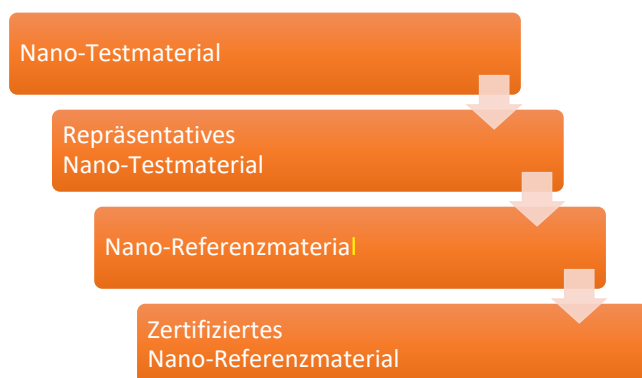 Nano-Testmaterial
Repräsentatives
Nano-Testmaterial
Nano-Referenzmaterial
Zertifiziertes
Nano-Referenzmaterial